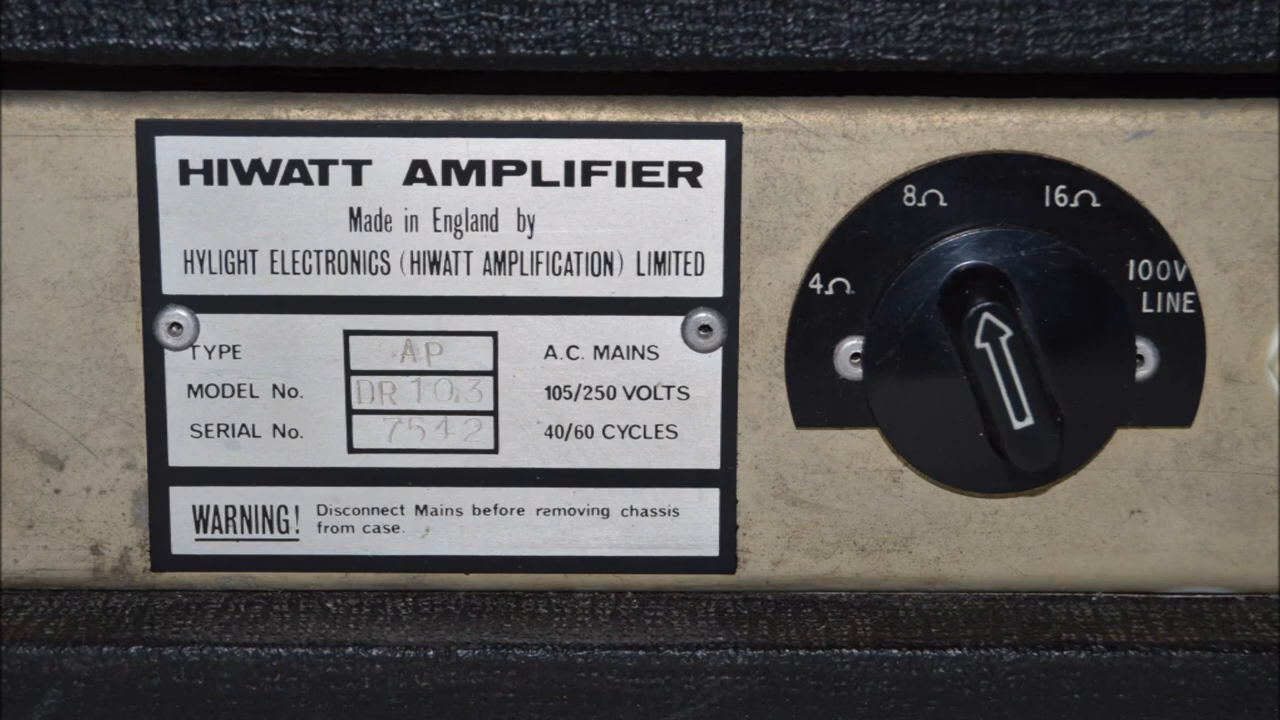 HIWATT AMPLIFIER
Made in England by
HYLIGHT ELECTRONICS (HIWATT AMPLIFICATION) LIMITED
TYPE AP A.C. MAINS
MODEL No. DR103 105/250 VOLTS
SERIAL No. 7542 40/60 CYCLES
WARNING! Disconnect Mains before removing chassis
from case.
4Ω
8Ω
16Ω
100V
LINE